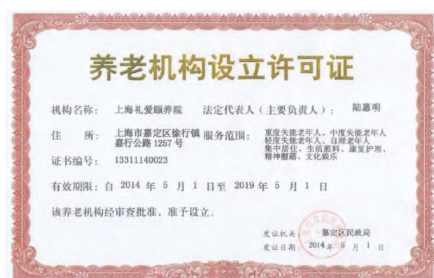 养老机构设立许可证
机构名称： 上海礼爱颐养院 法定代表人（主要负责人）： 陆惠明
住 所： 上海市嘉定区徐行镇嘉行公路 1257 号 服务范围： 重度失能老年人、中度失能老年人
轻度失能老年人、自理老年人
集中居住、生活照料、康复护理、
精神慰藉、文化娱乐
证书编号： 13311140023
有效期限：自 2014 年 5 月 1 日至 2019 年 5 月 1 日
该养老机构经审查批准、准予设立。
发证机关： 嘉定区民政局
发证日期：2014年 5 月 1 日